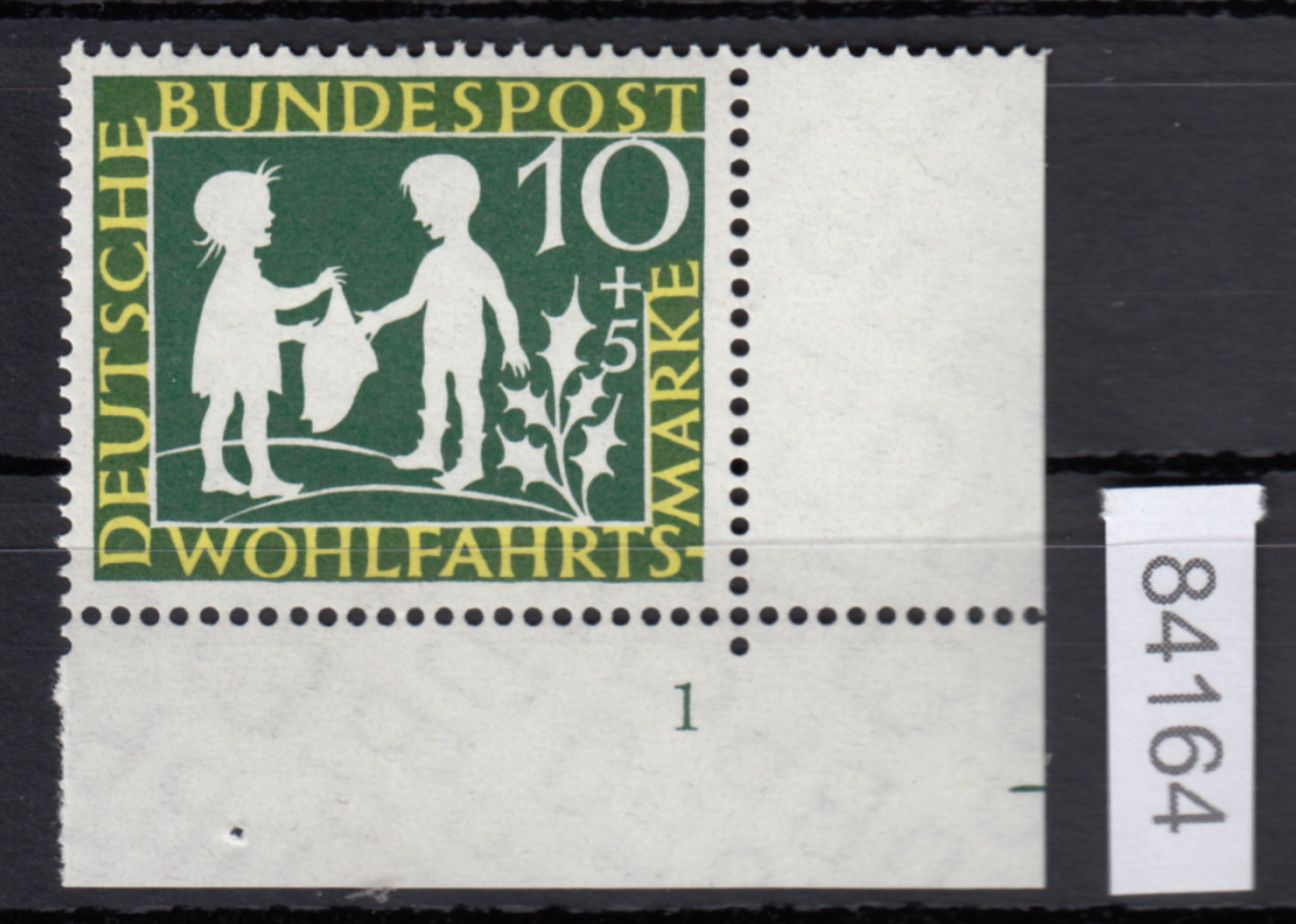 DEUTSCHE
BUNDESPOST
10
+
5
WOHLFAHRTS-
MARKE
1
84164